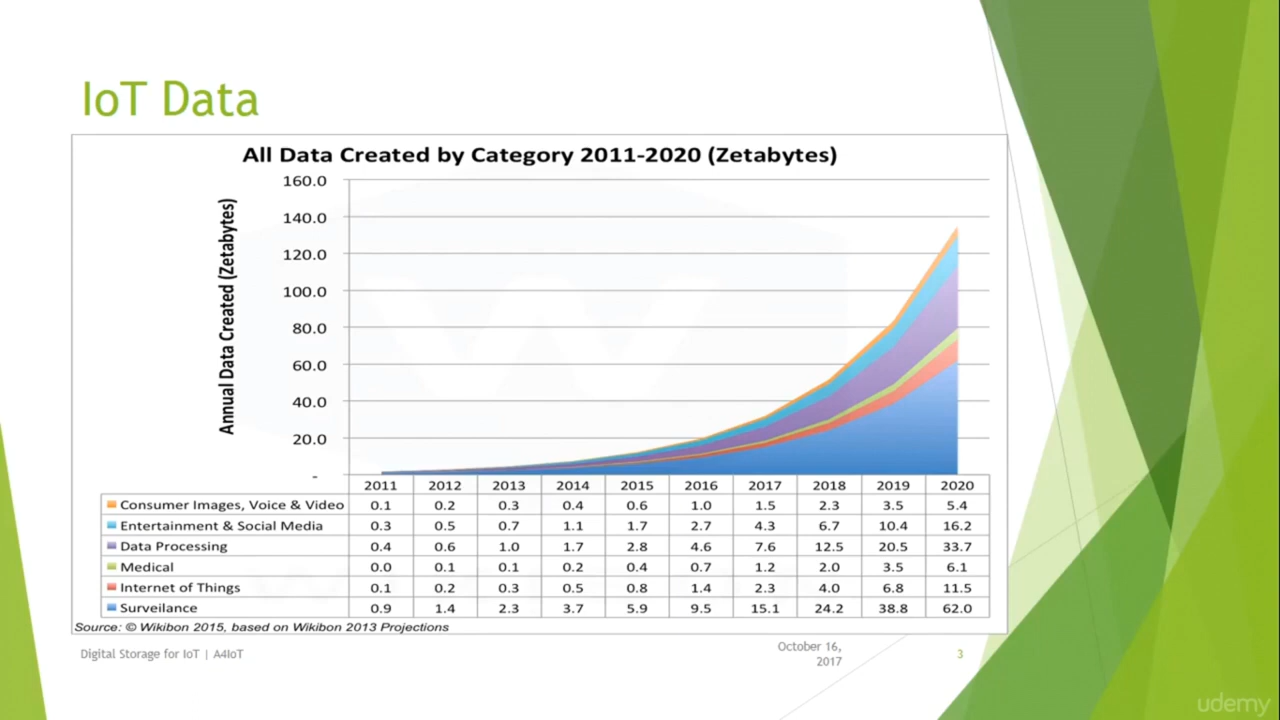 IoT Data
All Data Created by Category 2011-2020 (Zetabytes)
Annual Data Created (Zetabytes)
160.0
140.0
120.0
100.0
80.0
60.0
40.0
20.0
-
2011 2012 2013 2014 2015 2016 2017 2018 2019 2020
Consumer Images, Voice & Video 0.1 0.2 0.3 0.4 0.6 1.0 1.5 2.3 3.5 5.4
Entertainment & Social Media 0.3 0.5 0.7 1.1 1.7 2.7 4.3 6.7 10.4 16.2
Data Processing 0.4 0.6 1.0 1.7 2.8 4.6 7.6 12.5 20.5 33.7
Medical 0.0 0.1 0.1 0.2 0.4 0.7 1.2 2.0 3.5 6.1
Internet of Things 0.1 0.2 0.3 0.5 0.8 1.4 2.3 4.0 6.8 11.5
Surveilance 0.9 1.4 2.3 3.7 5.9 9.5 15.1 24.2 38.8 62.0
Source: © Wikibon 2015, based on Wikibon 2013 Projections
Digital Storage for IoT | A4IoT
October 16,
2017
3
udemy